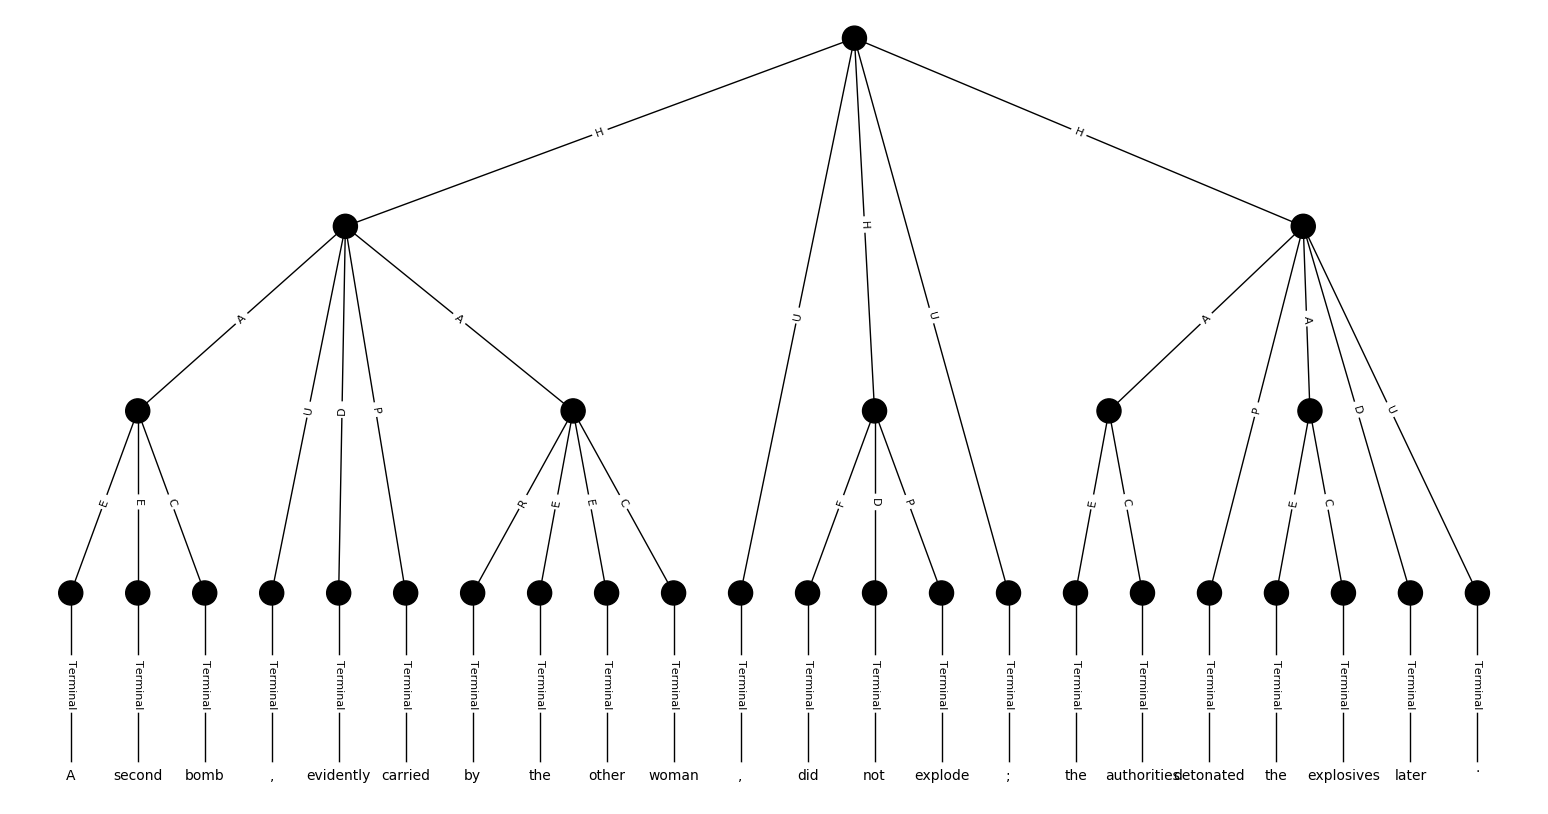 H H
H
A A U U A P A D U
U D P
E E C R E E C F D P E C E C
Terminal Terminal Terminal Terminal Terminal Terminal Terminal Terminal Terminal Terminal Terminal Terminal Terminal Terminal Terminal Terminal Terminal Terminal Terminal Terminal Terminal Terminal
A second bomb , evidently carried by the other woman , did not explode ; the authorities detonated the explosives later .